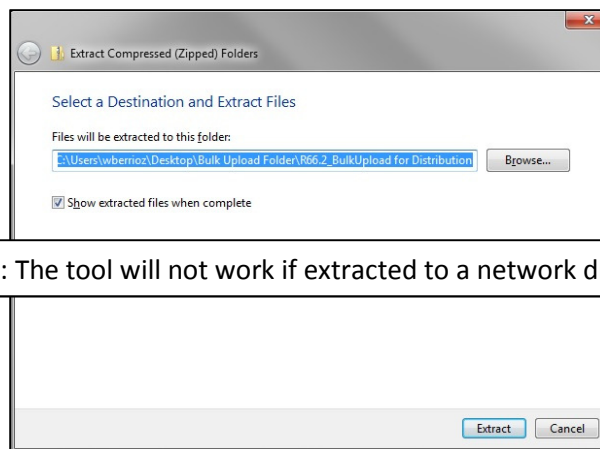 Extract Compressed (Zipped) Folders
Select a Destination and Extract Files
Files will be extracted to this folder:
C:\Users\wberrioz\Desktop\Bulk Upload Folder\R66.2_BulkUpload for Distribution
Browse...
Show extracted files when complete
: The tool will not work if extracted to a network d
Extract Cancel